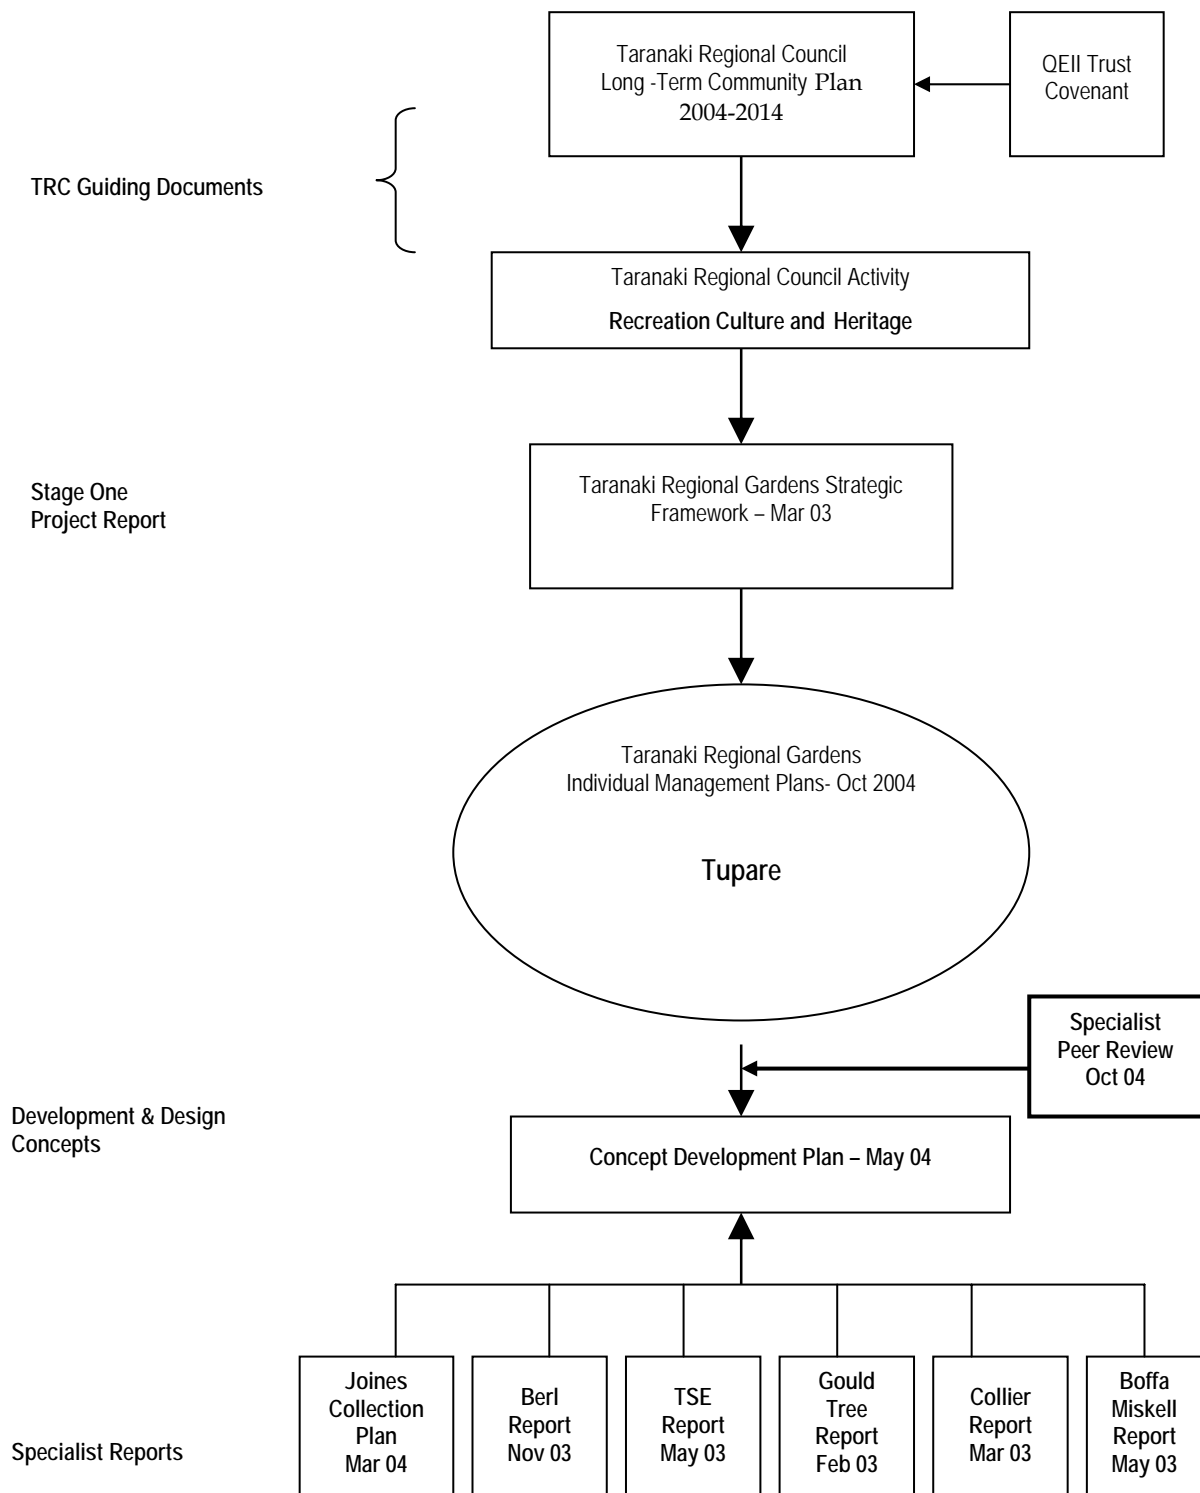 Taranaki Regional Council
Long -Term Community Plan
2004-2014
QEII Trust
Covenant
TRC Guiding Documents
Taranaki Regional Council Activity
Recreation Culture and Heritage
Stage One
Project Report
Taranaki Regional Gardens Strategic
Framework – Mar 03
Taranaki Regional Gardens
Individual Management Plans- Oct 2004
Tupare
Specialist
Peer Review
Oct 04
Development & Design
Concepts
Concept Development Plan – May 04
Specialist Reports
Joines
Collection
Plan
Mar 04
Berl
Report
Nov 03
TSE
Report
May 03
Gould
Tree
Report
Feb 03
Collier
Report
Mar 03
Boffa
Miskell
Report
May 03